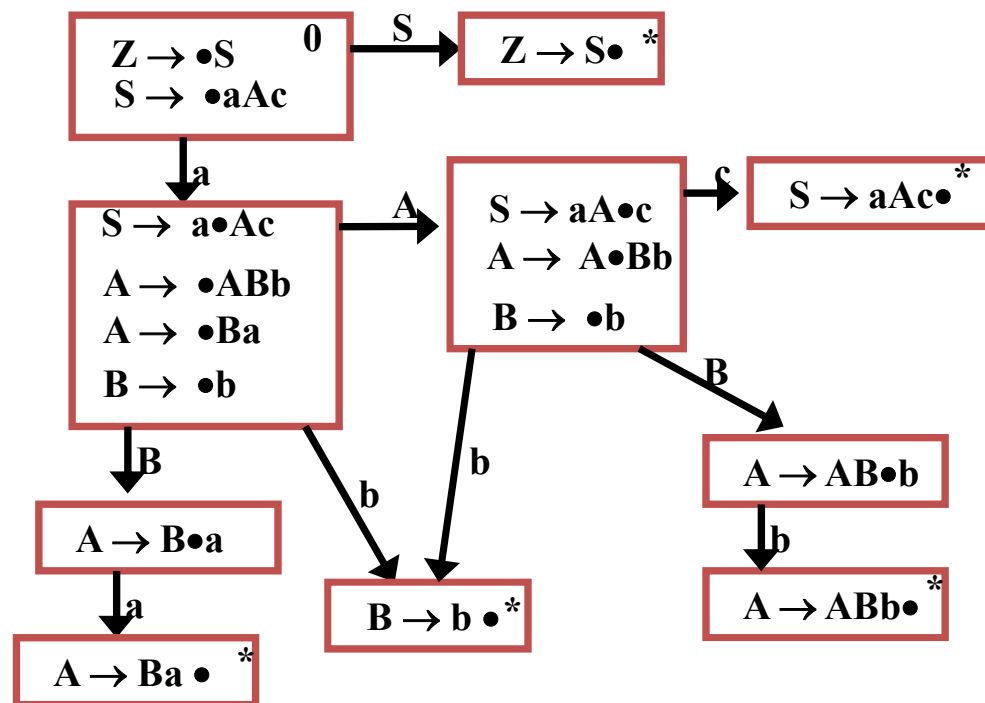 0
Z → •S
S → •aAc
S
Z → S• *
a
S → a•Ac
A → •ABb
A → •Ba
B → •b
A
S → aA•c
A → A•Bb
B → •b
c
S → aAc• *
B
b
b
B
A → B•a
a
A → Ba • *
B → b • *
A → AB•b
b
A → ABb• *